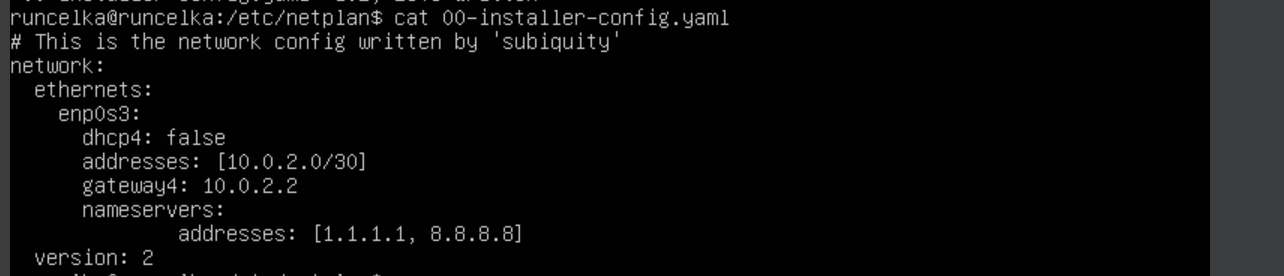 runcelka@runcelka:/etc/netplan$ cat 00-installer-config.yaml
# This is the network config written by 'subiquity'
network:
  ethernets:
    enp0s3:
      dhcp4: false
      addresses: [10.0.2.0/30]
      gateway4: 10.0.2.2
      nameservers:
              addresses: [1.1.1.1, 8.8.8.8]
  version: 2